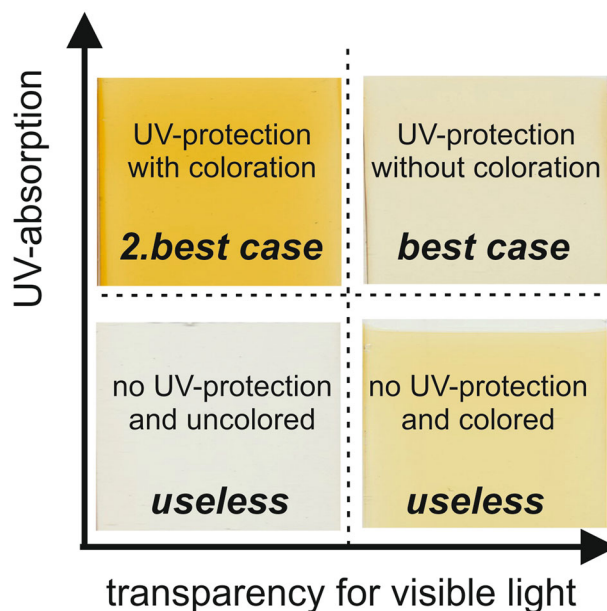 UV-absorption
UV-protection
with coloration
2.best case
UV-protection
without coloration
best case
no UV-protection
and uncolored
useless
no UV-protection
and colored
useless
transparency for visible light